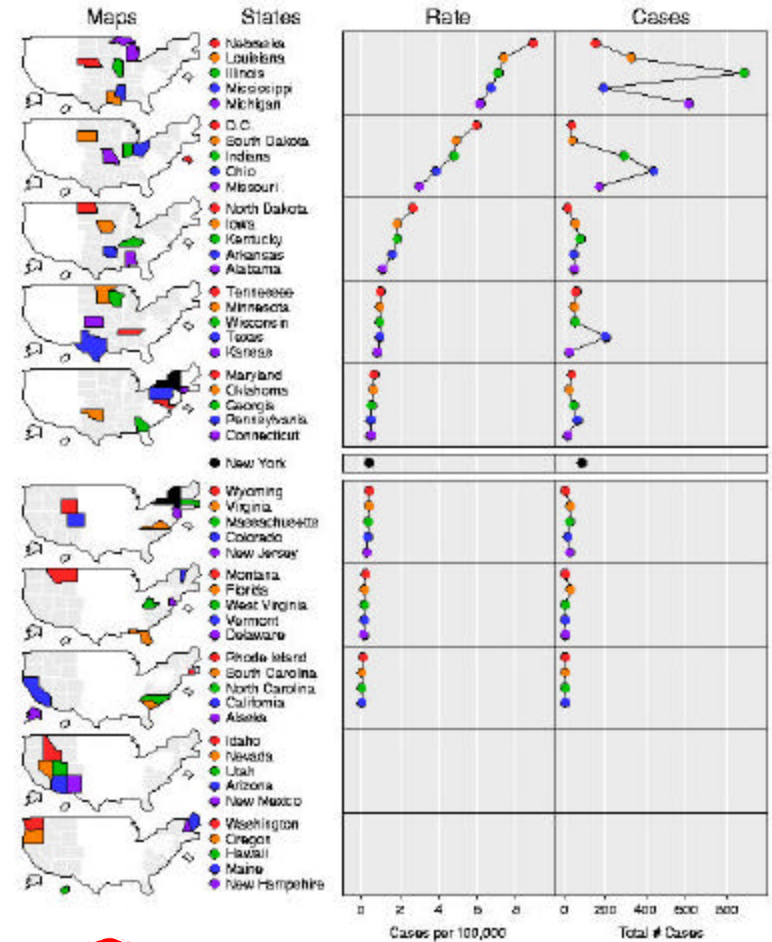 Maps States Rate Cases
Nebraska
Louisiana
Illinois
Mississippi
Michigan
D.C.
South Dakota
Indiana
Ohio
Missouri
North Dakota
Iowa
Kentucky
Arkansas
Alabama
Tennessee
Minnesota
Wisconsin
Texas
Kansas
Maryland
Oklahoma
Georgia
Pennsylvania
Connecticut
New York
Wyoming
Virginia
Massachusetts
Colorado
New Jersey
Montana
Florida
West Virginia
Vermont
Delaware
Rhode Island
South Carolina
North Carolina
California
Alaska
Idaho
Nevada
Utah
Arizona
New Mexico
Washington
Oregon
Hawaii
Maine
New Hampshire
0 2 4 6 8 0 200 400 600 800
Cases per 100,000 Total # Cases